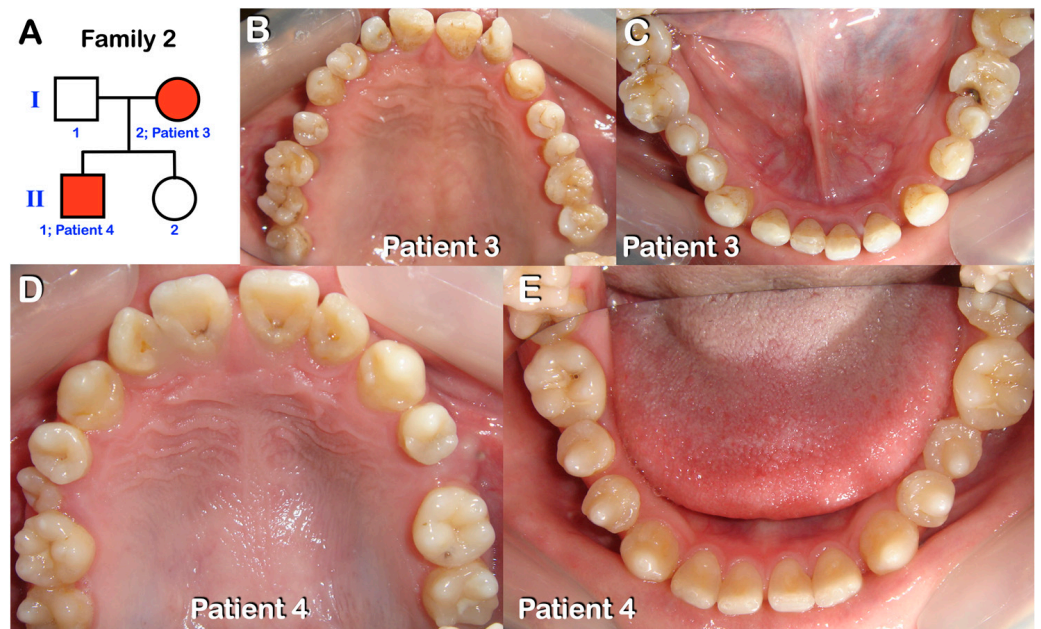 A
Family 2
I
1
2; Patient 3
II
1; Patient 4
2
B
Patient 3
C
Patient 3
D
Patient 4
E
Patient 4